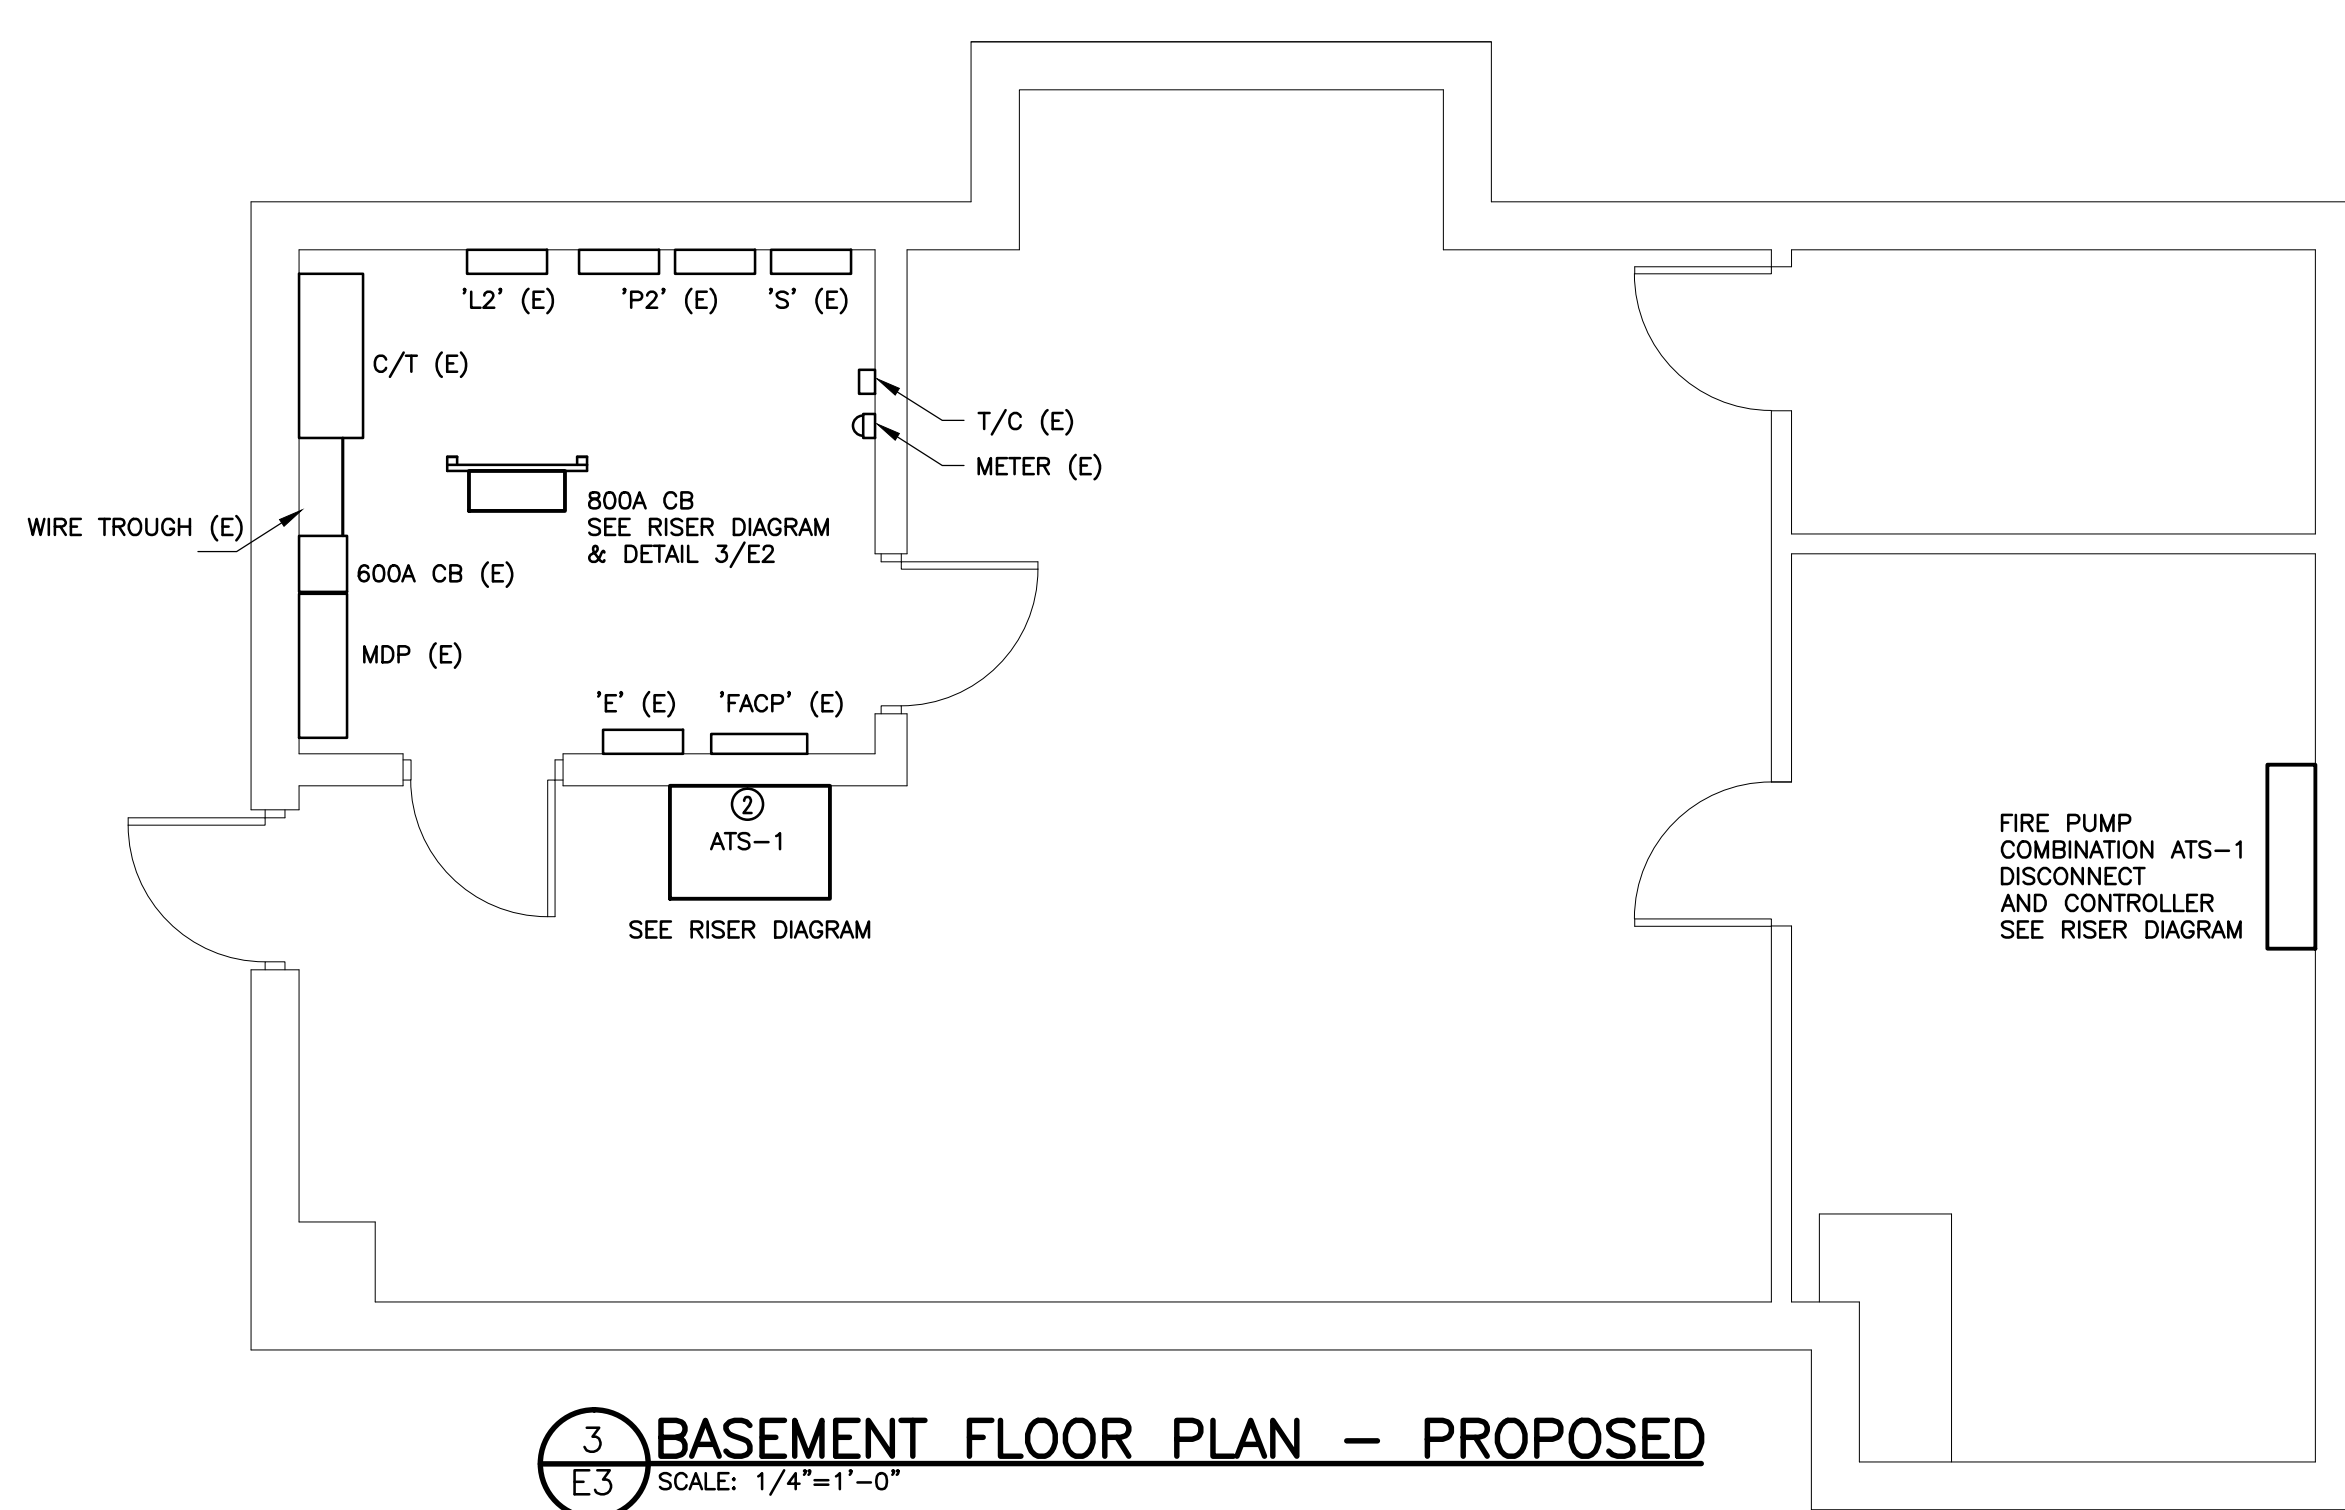 'L2' (E)
'P2' (E)
'S' (E)
C/T (E)
T/C (E)
METER (E)
WIRE TROUGH (E)
800A CB
SEE RISER DIAGRAM
& DETAIL 3/E2
600A CB (E)
MDP (E)
'E' (E)
'FACP' (E)
2
ATS-1
SEE RISER DIAGRAM
FIRE PUMP
COMBINATION ATS-1
DISCONNECT
AND CONTROLLER
SEE RISER DIAGRAM
3
E3
BASEMENT FLOOR PLAN - PROPOSED
SCALE: 1/4"=1'-0"